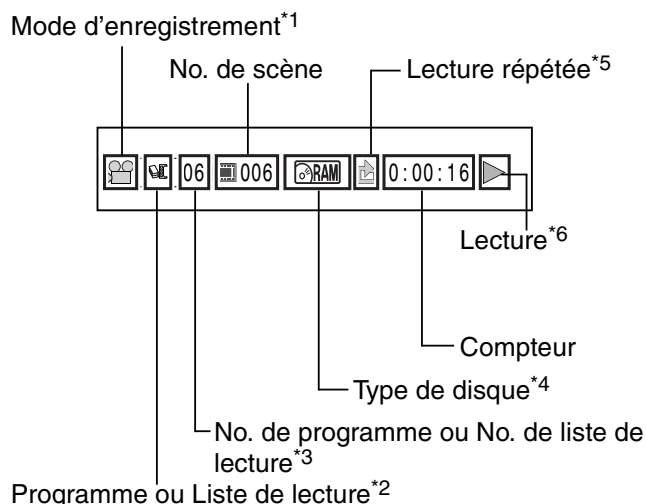 Mode d'enregistrement*1
No. de scène
Lecture répétée*5
06 006 RAM 0:00:16
Lecture*6
Compteur
Type de disque*4
No. de programme ou No. de liste de
lecture*3
Programme ou Liste de lecture*2